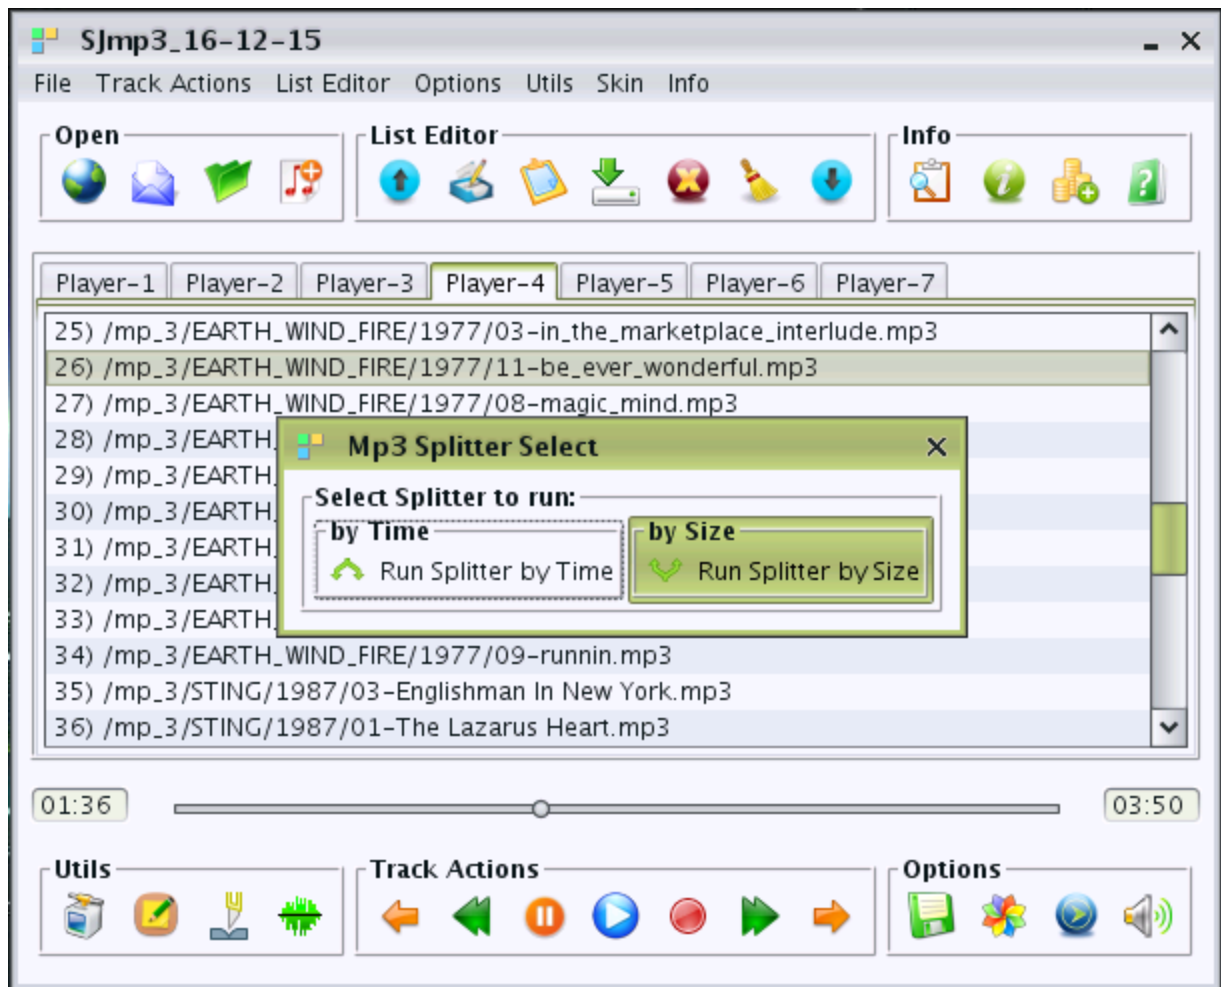 SJmp3_16-12-15
File Track Actions List Editor Options Utils Skin Info
Open List Editor Info
Player-1 Player-2 Player-3 Player-4 Player-5 Player-6 Player-7
25) /mp_3/EARTH_WIND_FIRE/1977/03-in_the_marketplace_interlude.mp3
26) /mp_3/EARTH_WIND_FIRE/1977/11-be_ever_wonderful.mp3
27) /mp_3/EARTH_WIND_FIRE/1977/08-magic_mind.mp3
28) /mp_3/EARTH_
29) /mp_3/EARTH_
30) /mp_3/EARTH_
31) /mp_3/EARTH_
32) /mp_3/EARTH_
33) /mp_3/EARTH_
34) /mp_3/EARTH_WIND_FIRE/1977/09-runnin.mp3
35) /mp_3/STING/1987/03-Englishman In New York.mp3
36) /mp_3/STING/1987/01-The Lazarus Heart.mp3
Mp3 Splitter Select
Select Splitter to run:
by Time by Size
Run Splitter by Time Run Splitter by Size
01:36 03:50
Utils Track Actions Options